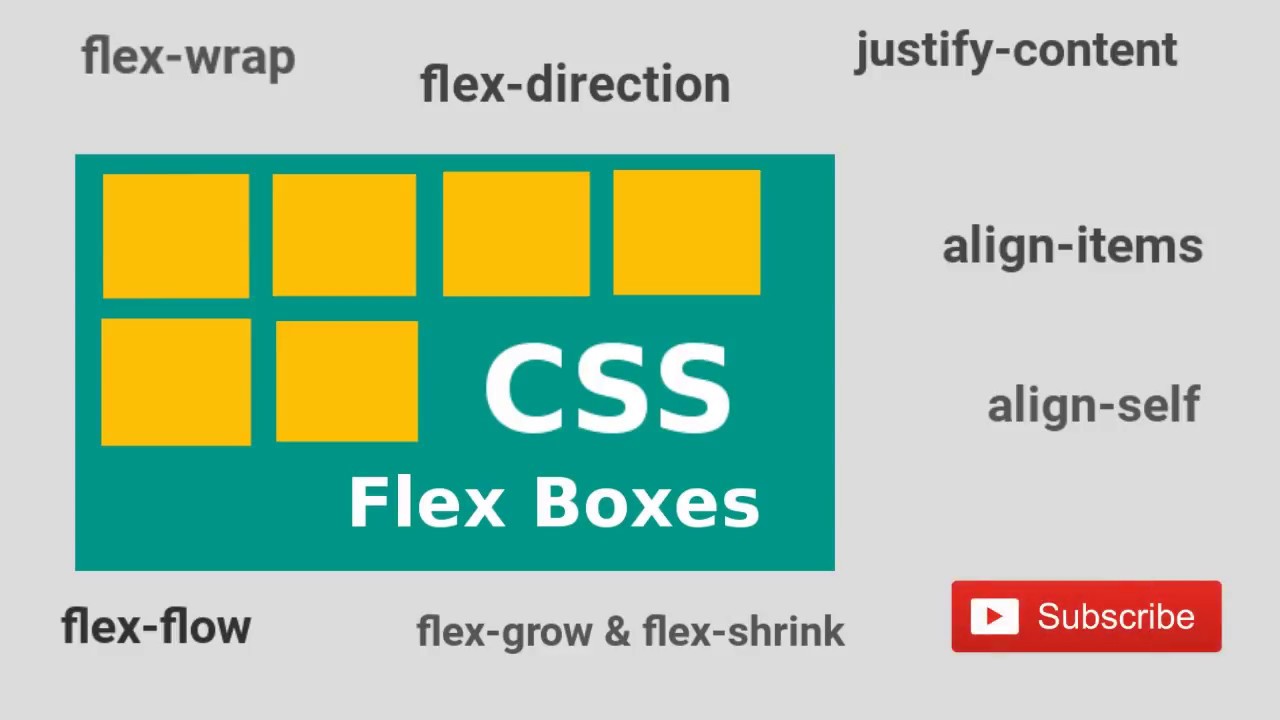 flex-wrap
flex-direction
justify-content
align-items
CSS
align-self
Flex Boxes
flex-flow
flex-grow & flex-shrink
Subscribe